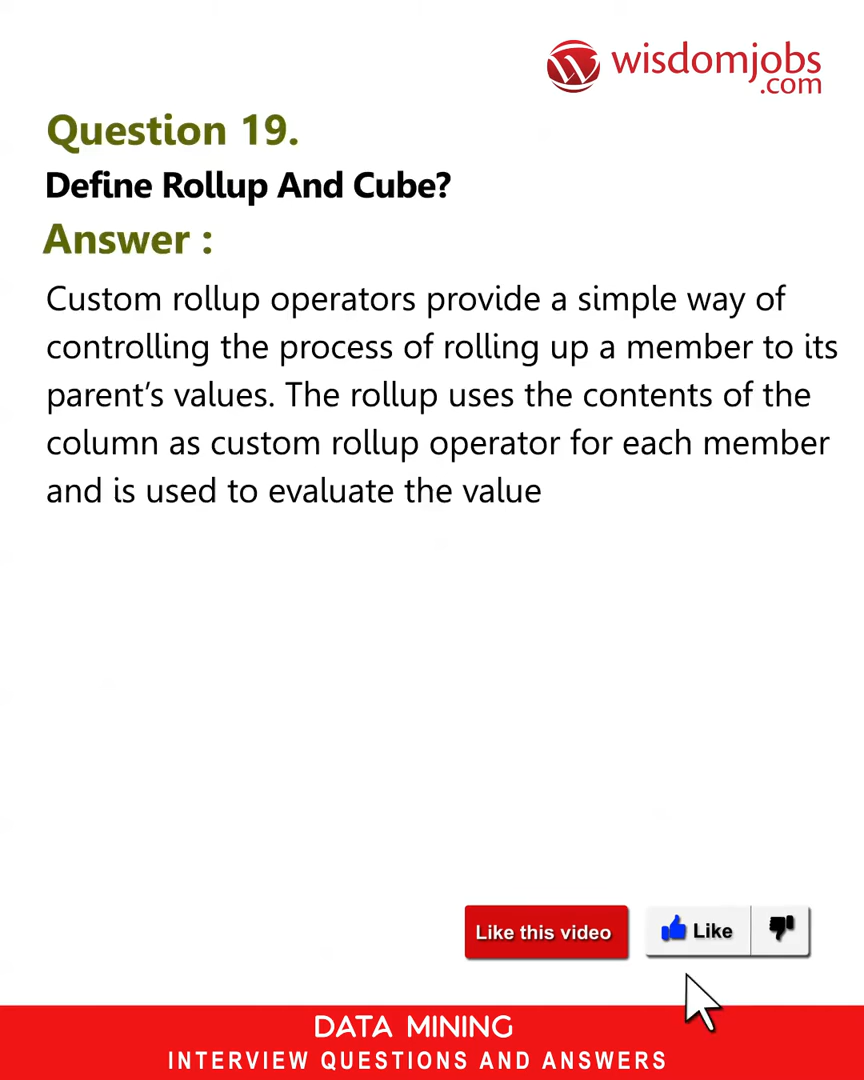 wisdomjobs
.com
Question 19.
Define Rollup And Cube?
Answer :
Custom rollup operators provide a simple way of
controlling the process of rolling up a member to its
parent’s values. The rollup uses the contents of the
column as custom rollup operator for each member
and is used to evaluate the value
Like this video
Like
DATA MINING
INTERVIEW QUESTIONS AND ANSWERS